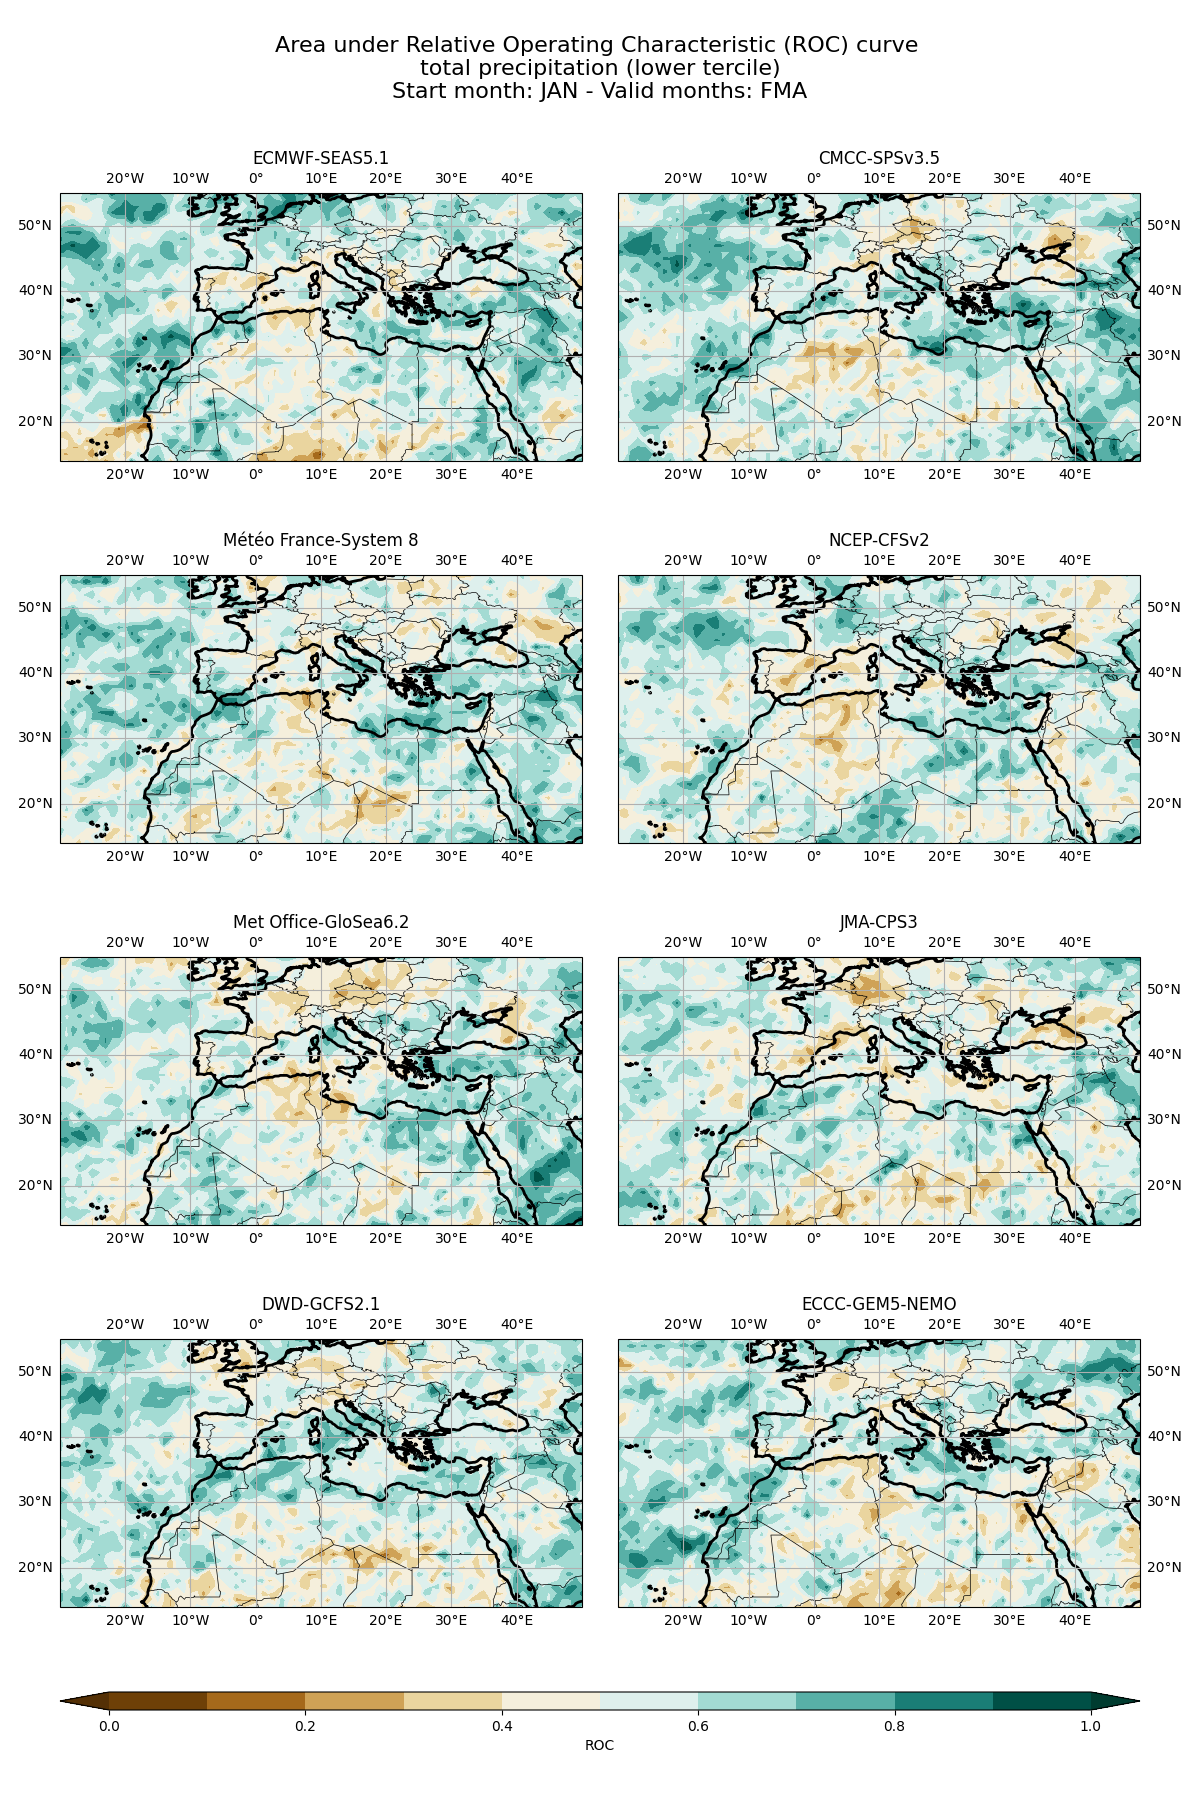 Area under Relative Operating Characteristic (ROC) curve
total precipitation (lower tercile)
Start month: JAN - Valid months: FMA
ECMWF-SEAS5.1
20°W 10°W 0° 10°E 20°E 30°E 40°E
50°N
40°N
30°N
20°N
20°W 10°W 0° 10°E 20°E 30°E 40°E
CMCC-SPSv3.5
20°W 10°W 0° 10°E 20°E 30°E 40°E
50°N
40°N
30°N
20°N
20°W 10°W 0° 10°E 20°E 30°E 40°E
Météo France-System 8
20°W 10°W 0° 10°E 20°E 30°E 40°E
50°N
40°N
30°N
20°N
20°W 10°W 0° 10°E 20°E 30°E 40°E
NCEP-CFSv2
20°W 10°W 0° 10°E 20°E 30°E 40°E
50°N
40°N
30°N
20°N
20°W 10°W 0° 10°E 20°E 30°E 40°E
Met Office-GloSea6.2
20°W 10°W 0° 10°E 20°E 30°E 40°E
50°N
40°N
30°N
20°N
20°W 10°W 0° 10°E 20°E 30°E 40°E
JMA-CPS3
20°W 10°W 0° 10°E 20°E 30°E 40°E
50°N
40°N
30°N
20°N
20°W 10°W 0° 10°E 20°E 30°E 40°E
DWD-GCFS2.1
20°W 10°W 0° 10°E 20°E 30°E 40°E
50°N
40°N
30°N
20°N
20°W 10°W 0° 10°E 20°E 30°E 40°E
ECCC-GEM5-NEMO
20°W 10°W 0° 10°E 20°E 30°E 40°E
50°N
40°N
30°N
20°N
20°W 10°W 0° 10°E 20°E 30°E 40°E
0.0 0.2 0.4 0.6 0.8 1.0
ROC